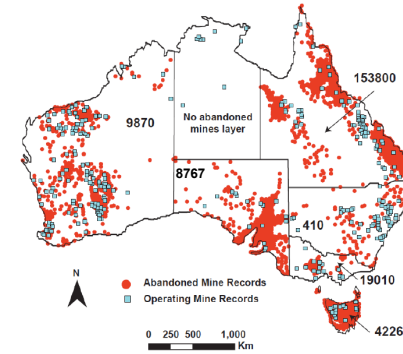 153800
9870
No abandoned
mines layer
8767
410
19010
N
Abandoned Mine Records
Operating Mine Records
4226
0 250 500 1,000
Km